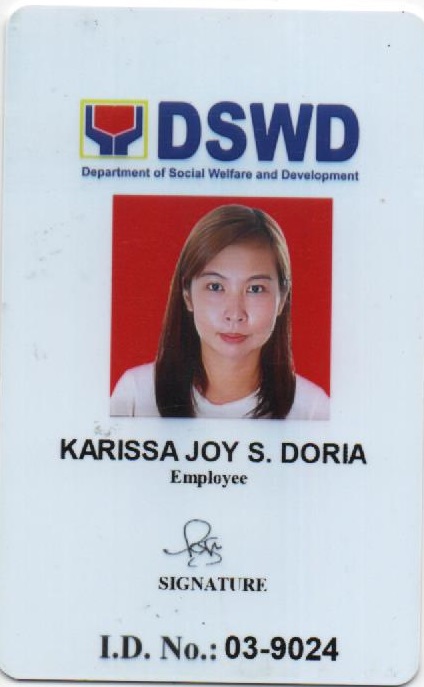 DSWD
Department of Social Welfare and Development
KARISSA JOY S. DORIA
Employee
SIGNATURE
I.D. No.: 03-9024